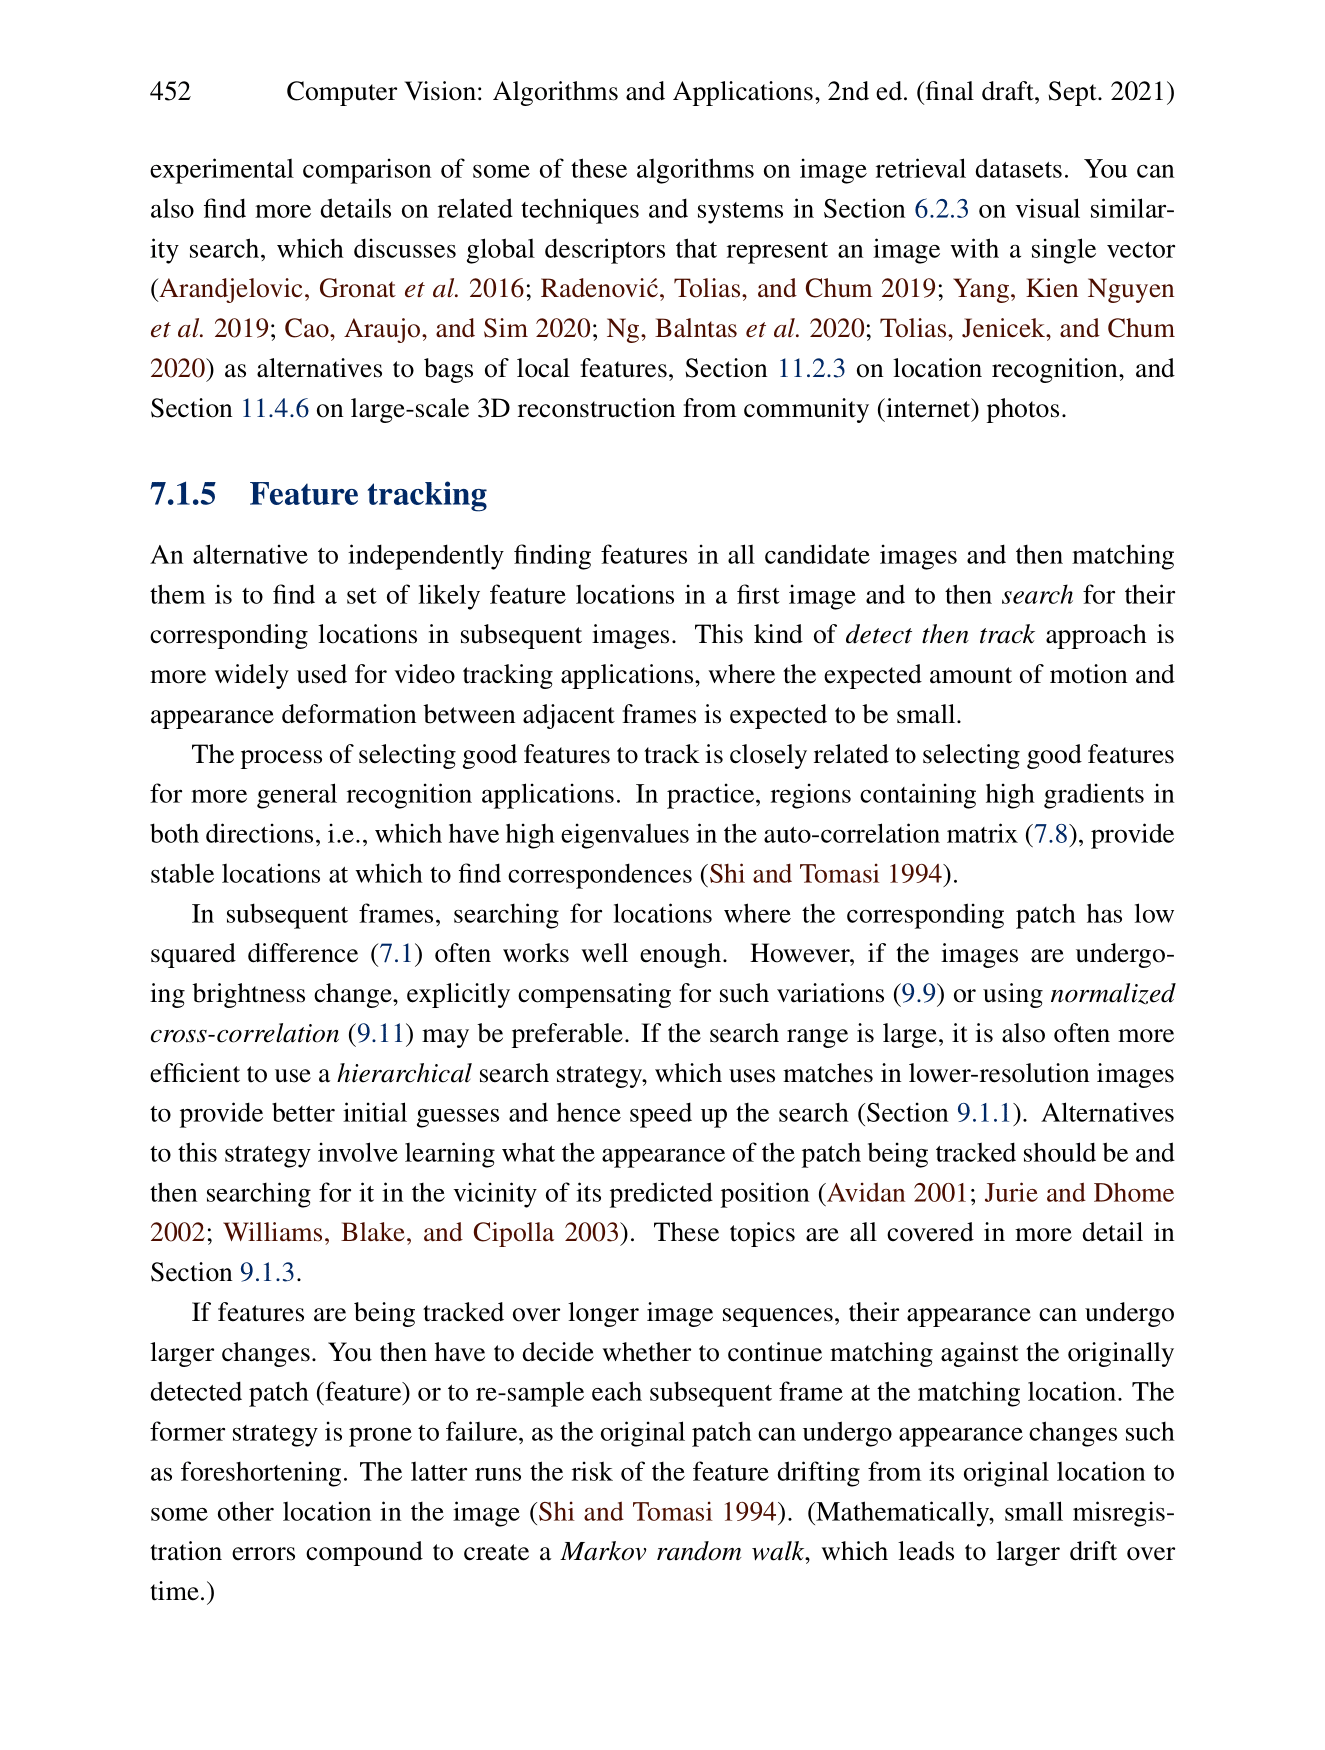 452 Computer Vision: Algorithms and Applications, 2nd ed. (final draft, Sept. 2021)
experimental comparison of some of these algorithms on image retrieval datasets. You can
also find more details on related techniques and systems in Section 6.2.3 on visual similar-
ity search, which discusses global descriptors that represent an image with a single vector
(Arandjelovic, Gronat et al. 2016; Radenović, Tolias, and Chum 2019; Yang, Kien Nguyen
et al. 2019; Cao, Araujo, and Sim 2020; Ng, Balntas et al. 2020; Tolias, Jenicek, and Chum
2020) as alternatives to bags of local features, Section 11.2.3 on location recognition, and
Section 11.4.6 on large-scale 3D reconstruction from community (internet) photos.
7.1.5 Feature tracking
An alternative to independently finding features in all candidate images and then matching
them is to find a set of likely feature locations in a first image and to then search for their
corresponding locations in subsequent images. This kind of detect then track approach is
more widely used for video tracking applications, where the expected amount of motion and
appearance deformation between adjacent frames is expected to be small.
The process of selecting good features to track is closely related to selecting good features
for more general recognition applications. In practice, regions containing high gradients in
both directions, i.e., which have high eigenvalues in the auto-correlation matrix (7.8), provide
stable locations at which to find correspondences (Shi and Tomasi 1994).
In subsequent frames, searching for locations where the corresponding patch has low
squared difference (7.1) often works well enough. However, if the images are undergo-
ing brightness change, explicitly compensating for such variations (9.9) or using normalized
cross-correlation (9.11) may be preferable. If the search range is large, it is also often more
efficient to use a hierarchical search strategy, which uses matches in lower-resolution images
to provide better initial guesses and hence speed up the search (Section 9.1.1). Alternatives
to this strategy involve learning what the appearance of the patch being tracked should be and
then searching for it in the vicinity of its predicted position (Avidan 2001; Jurie and Dhome
2002; Williams, Blake, and Cipolla 2003). These topics are all covered in more detail in
Section 9.1.3.
If features are being tracked over longer image sequences, their appearance can undergo
larger changes. You then have to decide whether to continue matching against the originally
detected patch (feature) or to re-sample each subsequent frame at the matching location. The
former strategy is prone to failure, as the original patch can undergo appearance changes such
as foreshortening. The latter runs the risk of the feature drifting from its original location to
some other location in the image (Shi and Tomasi 1994). (Mathematically, small misregis-
tration errors compound to create a Markov random walk, which leads to larger drift over
time.)